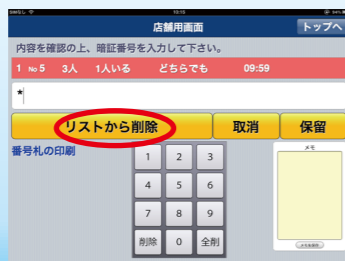 店舗用画面 トップへ
内容を確認の上、暗証番号を入力して下さい。
1 No 5 3人 1人いる どちらでも 09:59
*
リストから削除 取消 保留
番号札の印刷
1 2 3
メモ
4 5 6
7 8 9
削除 0 全削